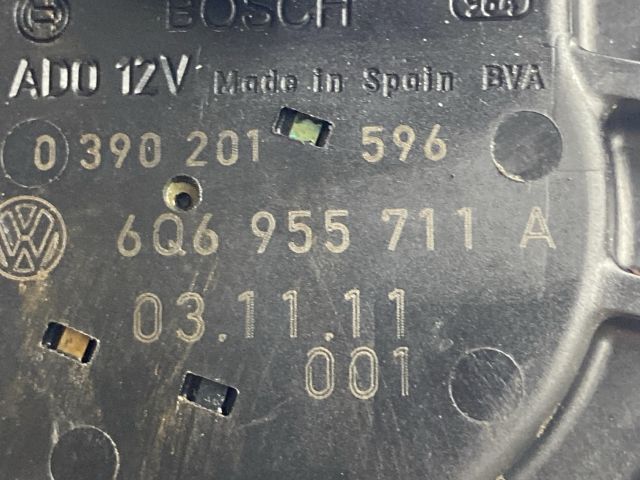 BOSCH
ADO 12V Made in Spain BVA
0 390 201 596
6Q6 955 711 A
03.11.11
001